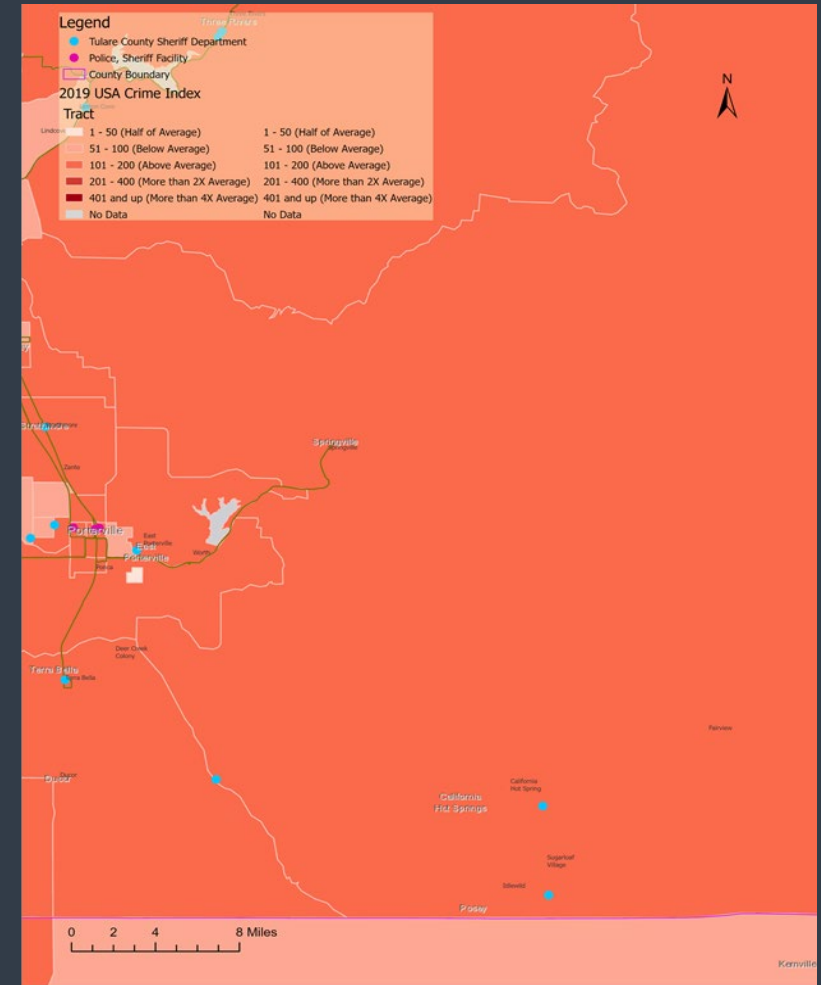 Legend
Three Rivers
Tulare County Sheriff Department
Police, Sheriff Facility
County Boundary
2019 USA Crime Index
Tract
1 - 50 (Half of Average) 1 - 50 (Half of Average)
51 - 100 (Below Average) 51 - 100 (Below Average)
101 - 200 (Above Average) 101 - 200 (Above Average)
201 - 400 (More than 2X Average) 201 - 400 (More than 2X Average)
401 and up (More than 4X Average) 401 and up (More than 4X Average)
No Data No Data
N
Springville
Springville
Strathmore
Zante
Porterville
East
Porterville
East
Porterville
Worth
Ponca
Deer Creek
Colony
Terra Bella
Terra Bella
Fairview
Ducor
Ducor
California
Hot Spring
California
Hot Springs
Sugarloaf
Village
Idlewild
Posey
0 2 4 8 Miles
Kernville